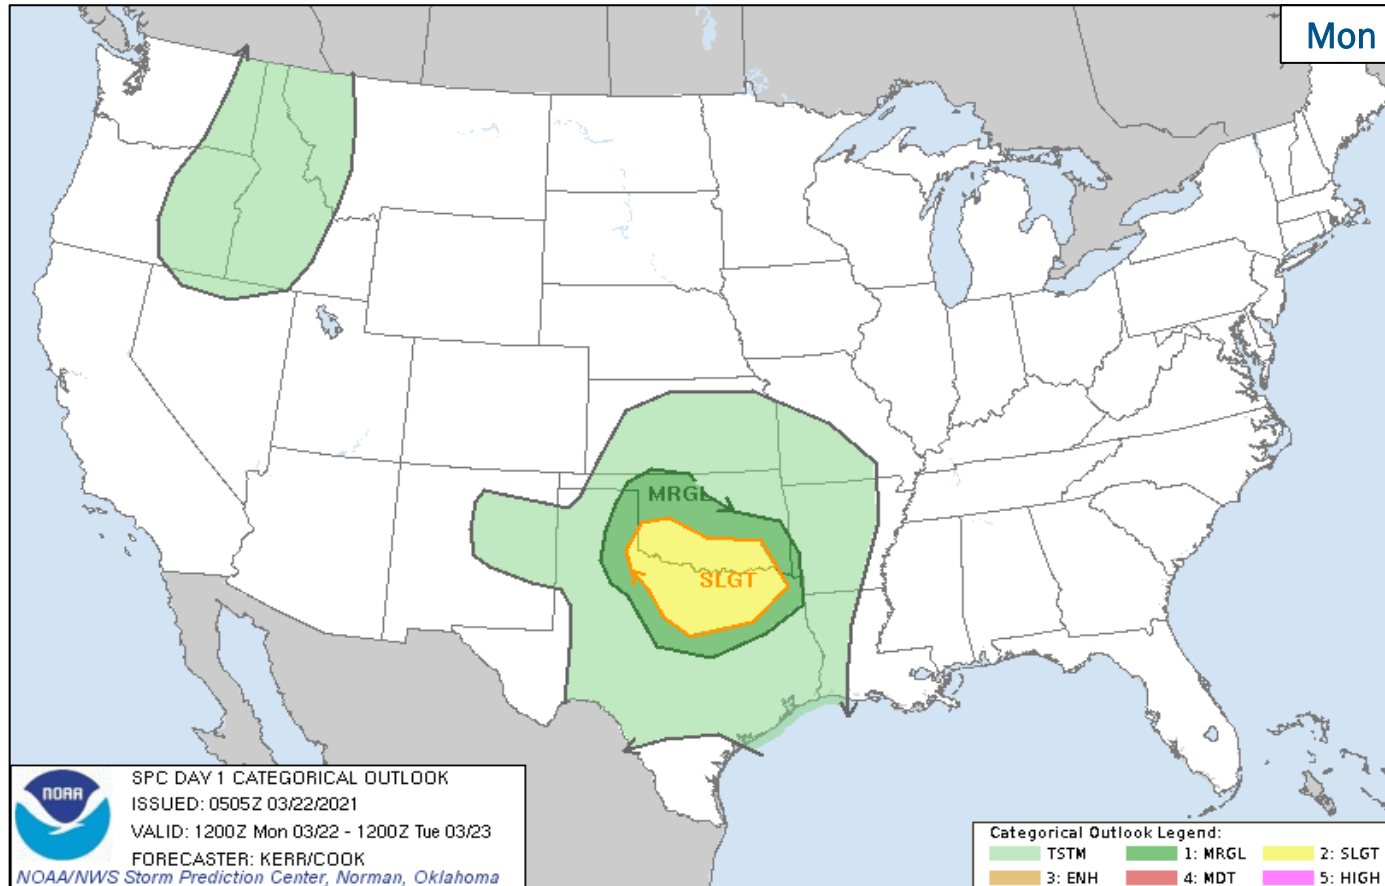 Mon
MRGL
SLGT
NOAA
SPC DAY 1 CATEGORICAL OUTLOOK
ISSUED: 0505Z 03/22/2021
VALID: 1200Z Mon 03/22 - 1200Z Tue 03/23
FORECASTER: KERR/COOK
NOAA/NWS Storm Prediction Center, Norman, Oklahoma
Categorical Outlook Legend:
TSTM 1: MRGL 2: SLGT
3: ENH 4: MDT 5: HIGH